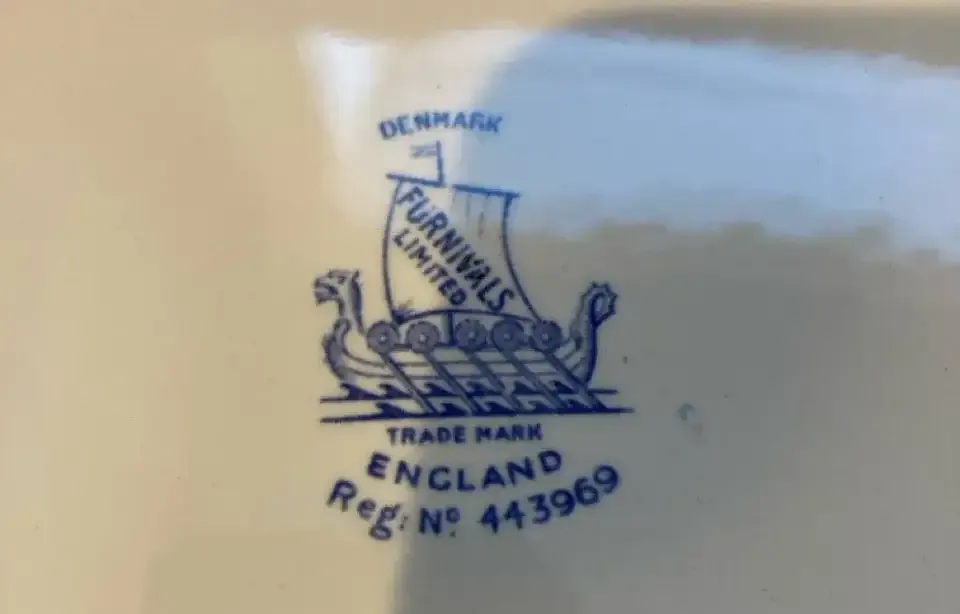 DENMARK
FURNIVALS
LIMITED
TRADE MARK
ENGLAND
Reg: No. 443969